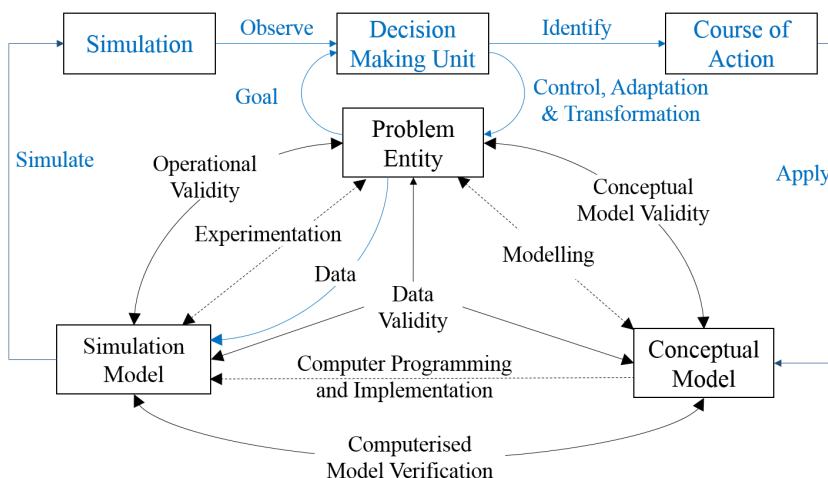 Simulation
Observe
Decision
Making Unit
Identify
Course of
Action
Goal
Control, Adaptation
& Transformation
Problem
Entity
Simulate
Operational
Validity
Conceptual
Model Validity
Apply
Experimentation
Modelling
Data
Data
Validity
Simulation
Model
Computer Programming
and Implementation
Conceptual
Model
Computerised
Model Verification